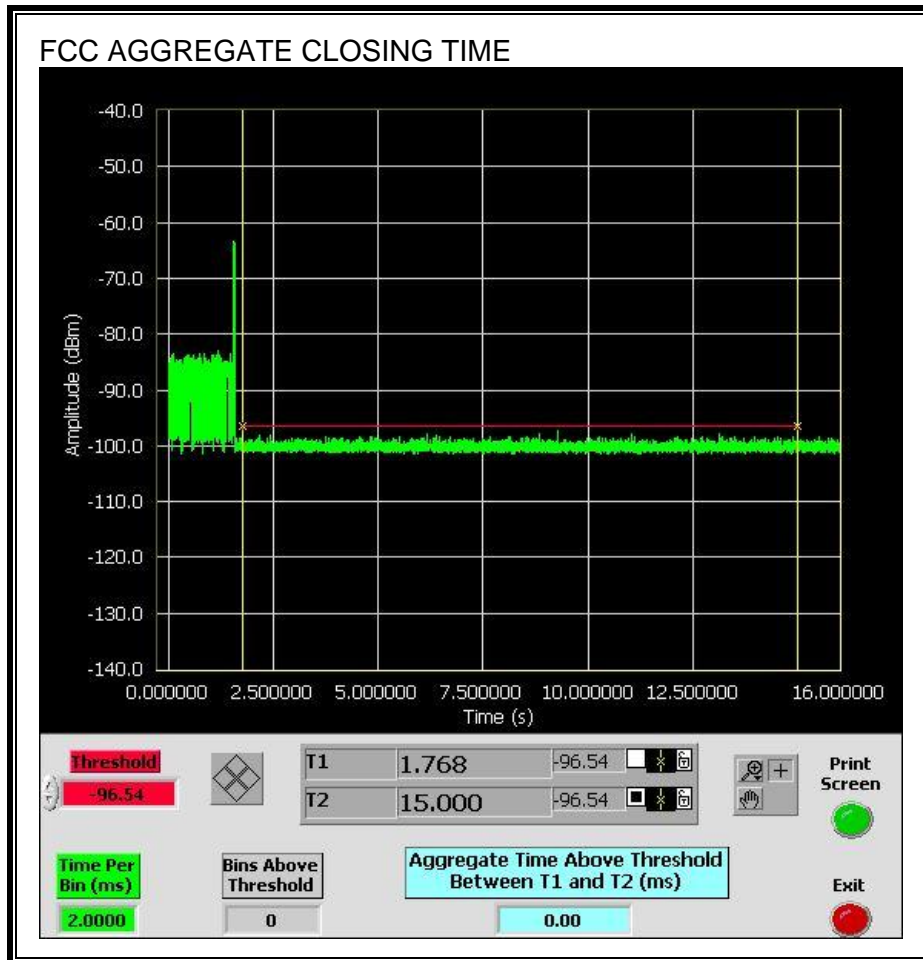 FCC AGGREGATE CLOSING TIME
-40.0
-50.0
-60.0
-70.0
-80.0
-90.0
-100.0
-110.0
-120.0
-130.0
-140.0
Amplitude (dBm)
0.000000 2.500000 5.000000 7.500000 10.000000 12.500000 16.000000
Time (s)
Threshold
-96.54
T1 1.768 -96.54
T2 15.000 -96.54
Print Screen
Time Per Bin (ms)
2.0000
Bins Above Threshold
0
Aggregate Time Above Threshold
Between T1 and T2 (ms)
0.00
Exit